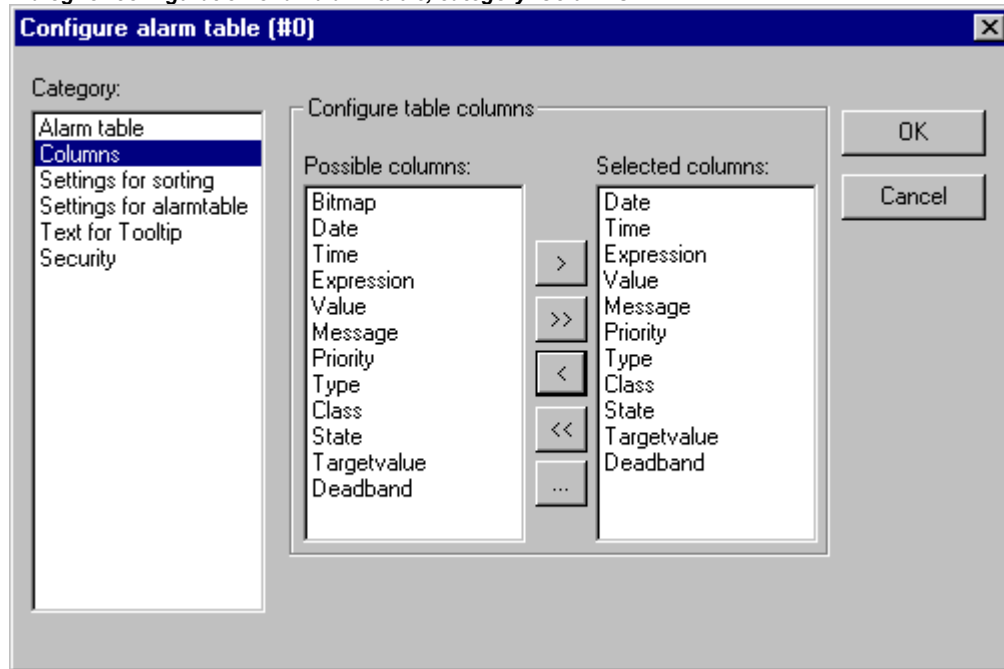 Configure alarm table (#0)
Category:
Alarm table
Columns
Settings for sorting
Settings for alarmtable
Text for Tooltip
Security
Configure table columns
Possible columns:
Bitmap
Date
Time
Expression
Value
Message
Priority
Type
Class
State
Targetvalue
Deadband
>
>>
<
<<
...
Selected columns:
Date
Time
Expression
Value
Message
Priority
Type
Class
State
Targetvalue
Deadband
OK
Cancel